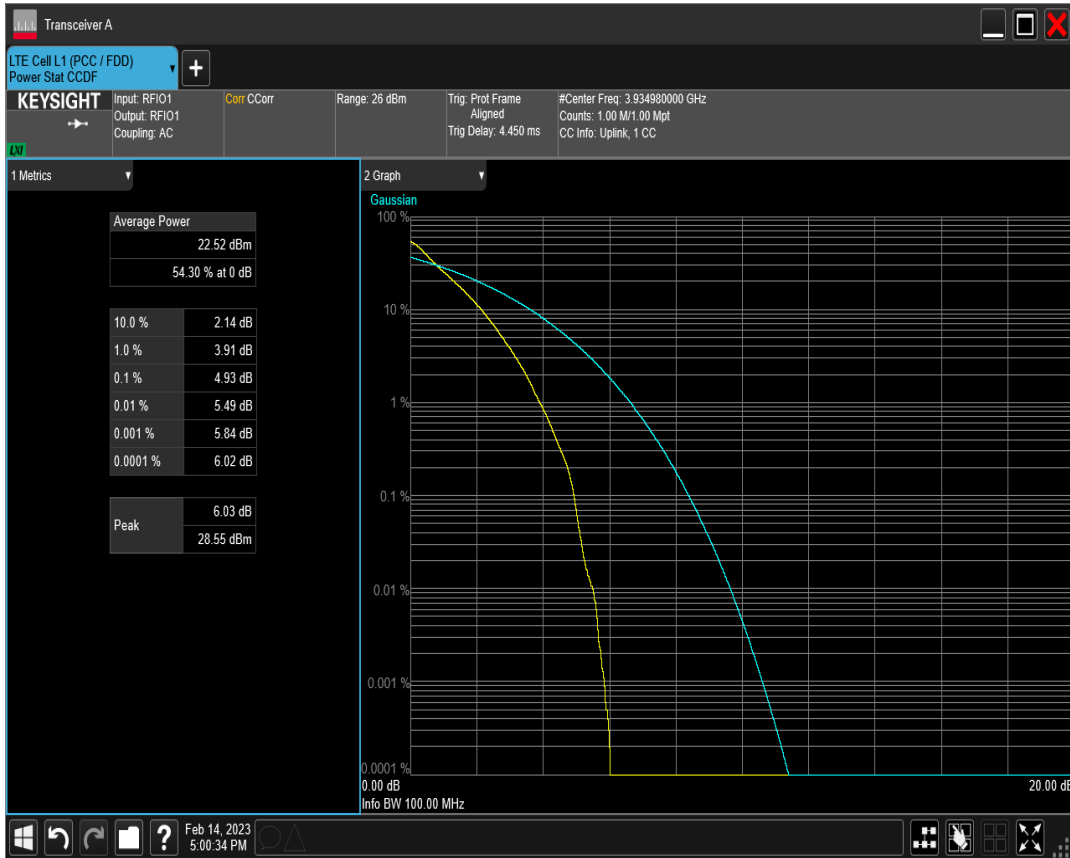 Transceiver A
LTE Cell L1 (PCC / FDD)
Power Stat CCDF
KEYSIGHT
LXI
Input: RFIO1
Output: RFIO1
Coupling: AC
Corr CCorr
Range: 26 dBm
Trig: Prot Frame
Aligned
Trig Delay: 4.450 ms
#Center Freq: 3.934980000 GHz
Counts: 1.00 M/1.00 Mpt
CC Info: Uplink, 1 CC
1 Metrics
Average Power
22.52 dBm
54.30 % at 0 dB
10.0 % 2.14 dB
1.0 % 3.91 dB
0.1 % 4.93 dB
0.01 % 5.49 dB
0.001 % 5.84 dB
0.0001 % 6.02 dB
Peak 6.03 dB
28.55 dBm
2 Graph
Gaussian
100 %
10 %
1 %
0.1 %
0.01 %
0.001 %
0.0001 %
0.00 dB 20.00 dB
Info BW 100.00 MHz
Feb 14, 2023
5:00:34 PM